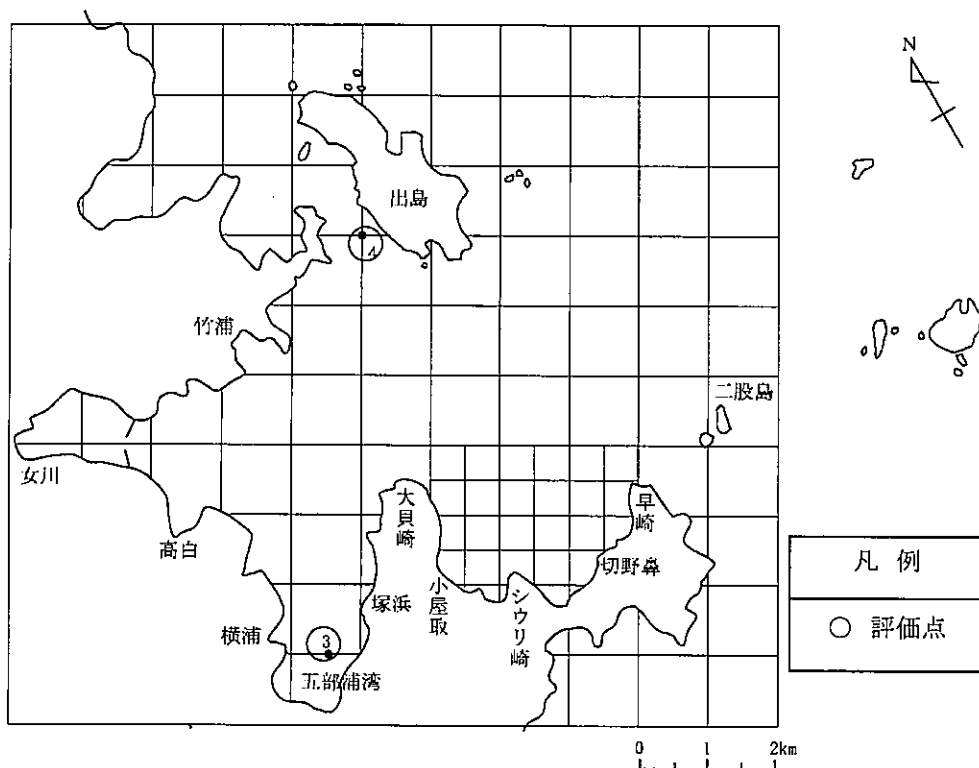 N
出島
1
竹浦
二股島
女川
大貝崎
早崎
高白
切野鼻
小屋取
塚浜
シウリ崎
横浦
3
五部浦湾
凡例
○ 評価点
0 1 2km